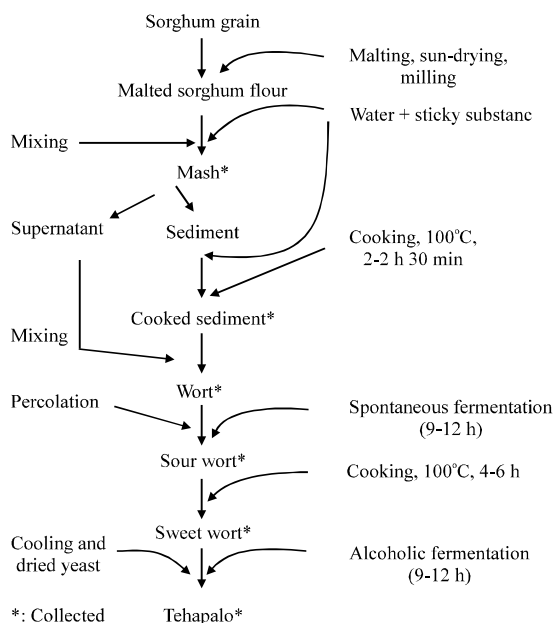 Sorghum grain
Malting, sun-drying,
milling
Malted sorghum flour
Water + sticky substanc
Mixing
Mash*
Supernatant
Sediment
Cooking, 100°C,
2-2 h 30 min
Cooked sediment*
Mixing
Wort*
Percolation
Spontaneous fermentation
(9-12 h)
Sour wort*
Cooking, 100°C, 4-6 h
Sweet wort*
Cooling and
dried yeast
Alcoholic fermentation
(9-12 h)
*: Collected
Tehapalo*